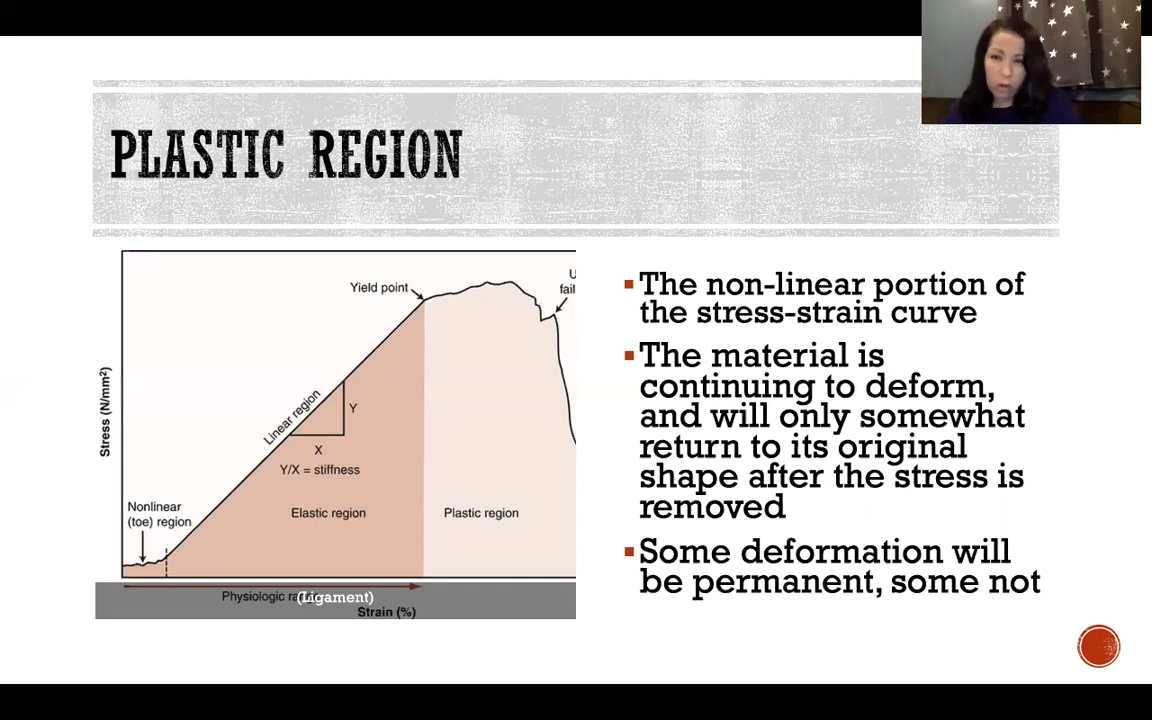 PLASTIC REGION
Yield point
Stress (N/mm²)
Linear region
Y
X
Y/X = stiffness
Nonlinear
(toe) region
Elastic region
Plastic region
Physiologic
(Ligament)
Strain (%)
▪The non-linear portion of
the stress-strain curve
▪The material is
continuing to deform,
and will only somewhat
return to its original
shape after the stress is
removed
▪Some deformation will
be permanent, some not